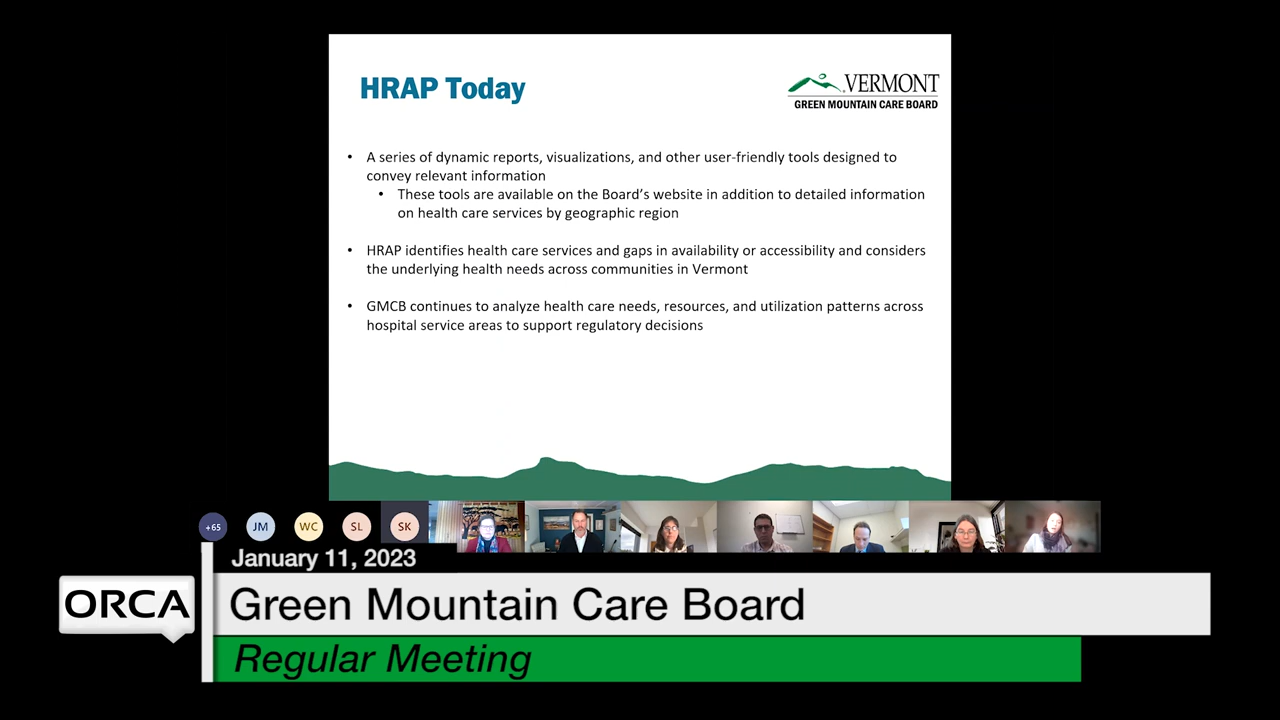 HRAP Today
VERMONT
GREEN MOUNTAIN CARE BOARD
• A series of dynamic reports, visualizations, and other user-friendly tools designed to
convey relevant information
• These tools are available on the Board's website in addition to detailed information
on health care services by geographic region
• HRAP identifies health care services and gaps in availability or accessibility and considers
the underlying health needs across communities in Vermont
• GMCB continues to analyze health care needs, resources, and utilization patterns across
hospital service areas to support regulatory decisions
+65 JM WC SL SK
January 11, 2023
ORCA
Green Mountain Care Board
Regular Meeting